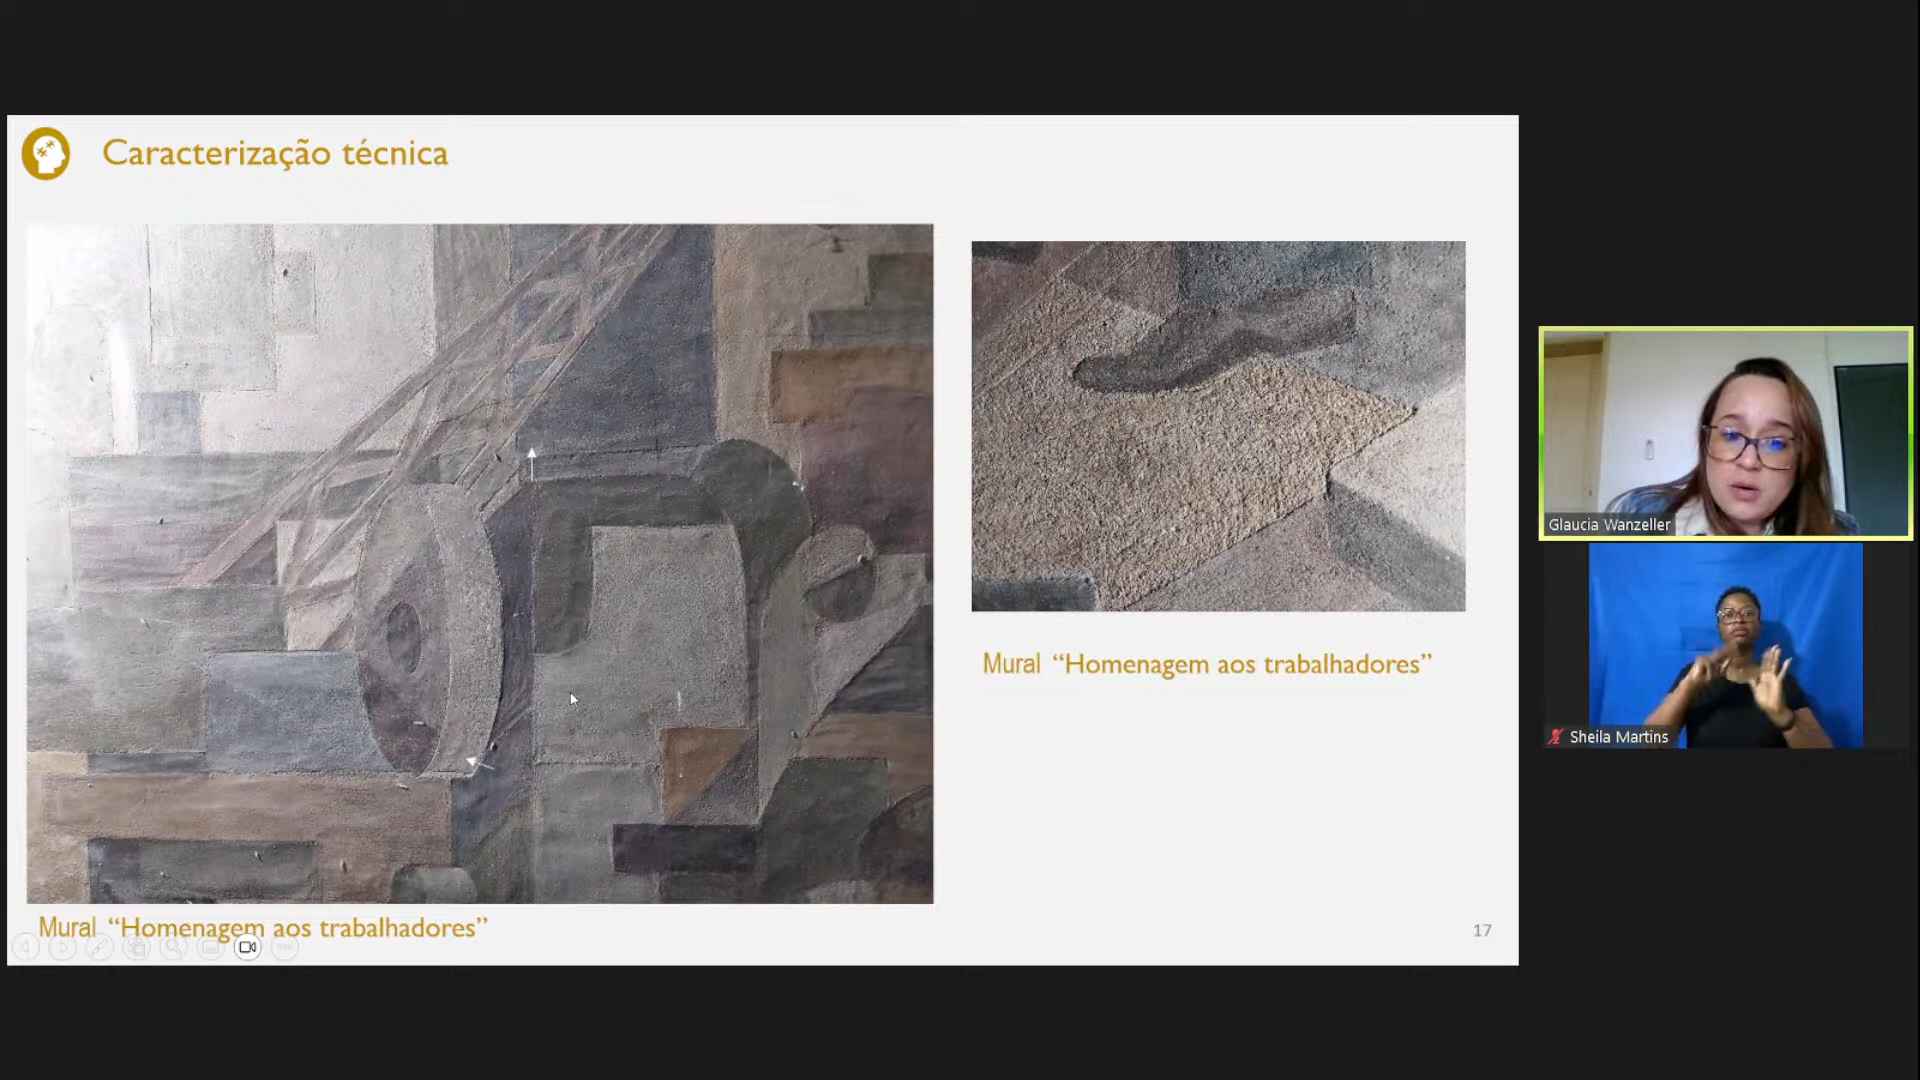 Caracterização técnica
Mural “Homenagem aos trabalhadores”
Mural “Homenagem aos trabalhadores”
17
Glaucia Wanzeller
Sheila Martins